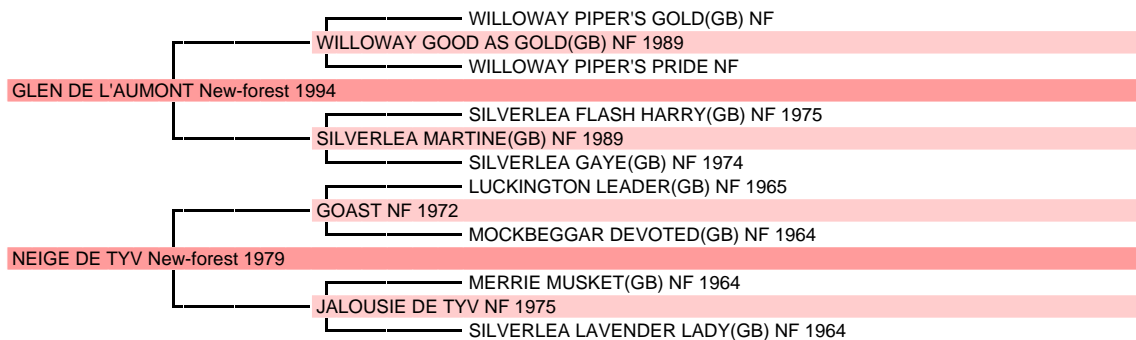 WILLOWAY PIPER'S GOLD(GB) NF
WILLOWAY GOOD AS GOLD(GB) NF 1989
WILLOWAY PIPER'S PRIDE NF
GLEN DE L'AUMONT New-forest 1994
SILVERLEA FLASH HARRY(GB) NF 1975
SILVERLEA MARTINE(GB) NF 1989
SILVERLEA GAYE(GB) NF 1974
LUCKINGTON LEADER(GB) NF 1965
GOAST NF 1972
MOCKBEGGAR DEVOTED(GB) NF 1964
NEIGE DE TYV New-forest 1979
MERRIE MUSKET(GB) NF 1964
JALOUSIE DE TYV NF 1975
SILVERLEA LAVENDER LADY(GB) NF 1964